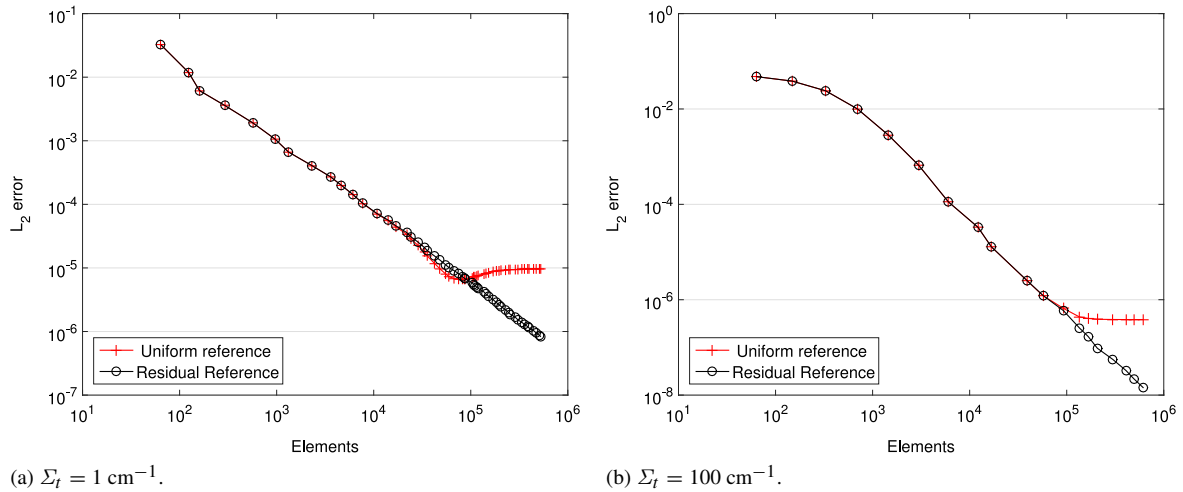 10^-1
10^-2
10^-3
10^-4
10^-5
10^-6
10^-7
L_2 error
Uniform reference
Residual Reference
10^1 10^2 10^3 10^4 10^5 10^6
Elements
(a) Σ_t = 1 cm^−1.
10^0
10^-2
10^-4
10^-6
10^-8
L_2 error
Uniform reference
Residual Reference
10^1 10^2 10^3 10^4 10^5 10^6
Elements
(b) Σ_t = 100 cm^−1.